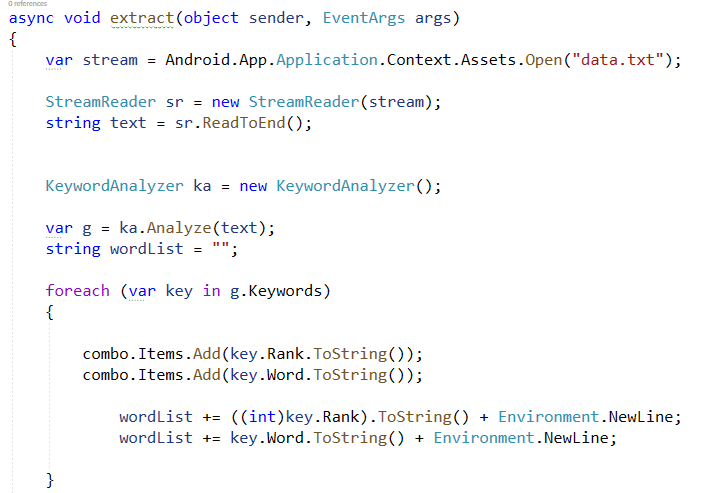 0 references
async void extract(object sender, EventArgs args)
{
var stream = Android.App.Application.Context.Assets.Open("data.txt");
StreamReader sr = new StreamReader(stream);
string text = sr.ReadToEnd();
KeywordAnalyzer ka = new KeywordAnalyzer();
var g = ka.Analyze(text);
string wordList = "";
foreach (var key in g.Keywords)
{
combo.Items.Add(key.Rank.ToString());
combo.Items.Add(key.Word.ToString());
wordList += ((int)key.Rank).ToString() + Environment.NewLine;
wordList += key.Word.ToString() + Environment.NewLine;
}